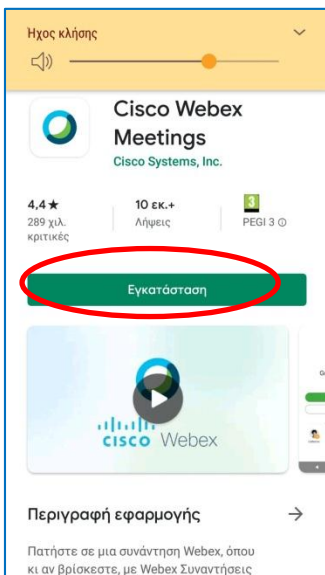 Ήχος κλήσης
Cisco Webex
Meetings
Cisco Systems, Inc.
4,4★
289 χιλ.
κριτικές
10 εκ.+
Λήψεις
3
PEGI 3
Εγκατάσταση
CISCO Webex
Περιγραφή εφαρμογής
Πατήστε σε μια συνάντηση Webex, όπου
κι αν βρίσκεστε, με Webex Συναντήσεις